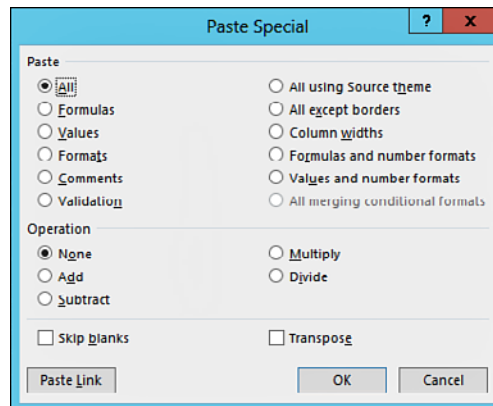 Paste Special
? x
Paste
All
Formulas
Values
Formats
Comments
Validation
All using Source theme
All except borders
Column widths
Formulas and number formats
Values and number formats
All merging conditional formats
Operation
None
Add
Subtract
Multiply
Divide
Skip blanks
Transpose
Paste Link
OK
Cancel